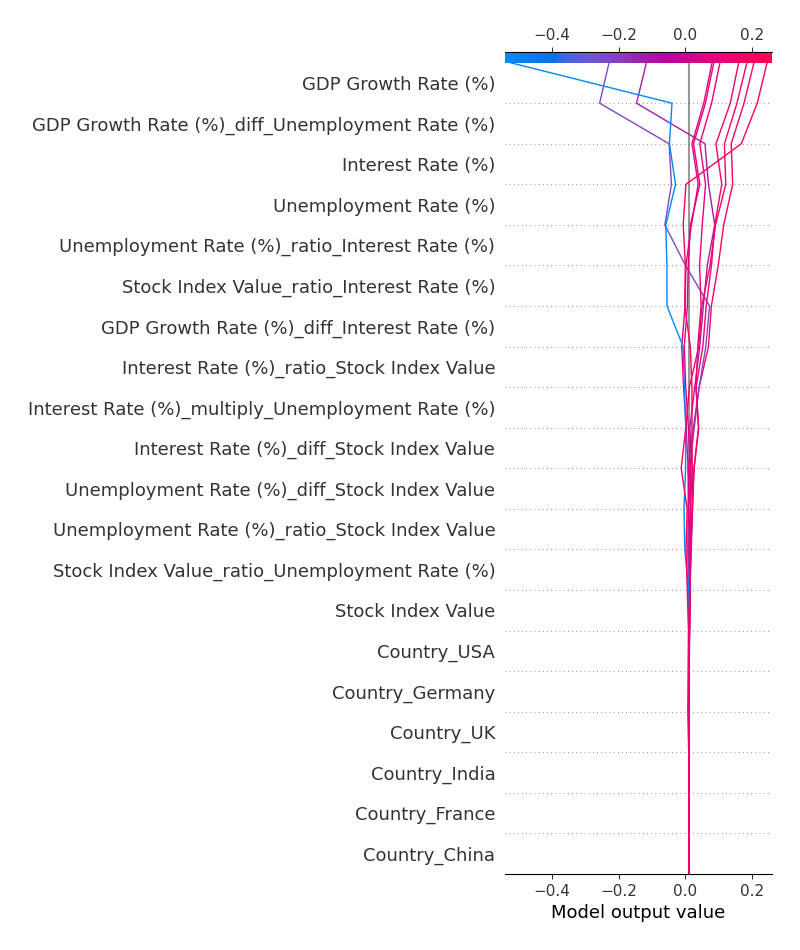 −0.4 −0.2 0.0 0.2
GDP Growth Rate (%)
GDP Growth Rate (%)_diff_Unemployment Rate (%)
Interest Rate (%)
Unemployment Rate (%)
Unemployment Rate (%)_ratio_Interest Rate (%)
Stock Index Value_ratio_Interest Rate (%)
GDP Growth Rate (%)_diff_Interest Rate (%)
Interest Rate (%)_ratio_Stock Index Value
Interest Rate (%)_multiply_Unemployment Rate (%)
Interest Rate (%)_diff_Stock Index Value
Unemployment Rate (%)_diff_Stock Index Value
Unemployment Rate (%)_ratio_Stock Index Value
Stock Index Value_ratio_Unemployment Rate (%)
Stock Index Value
Country_USA
Country_Germany
Country_UK
Country_India
Country_France
Country_China
−0.4 −0.2 0.0 0.2
Model output value